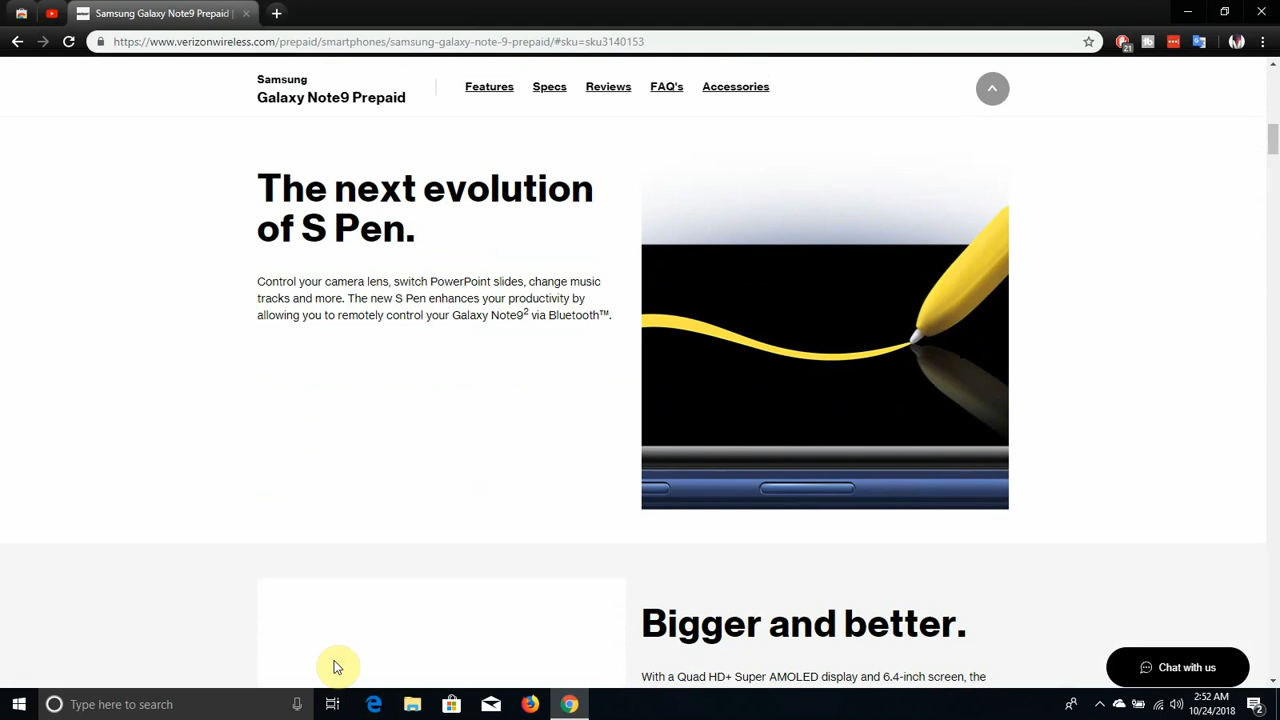 Samsung Galaxy Note9 Prepaid |
https://www.verizonwireless.com/prepaid/smartphones/samsung-galaxy-note-9-prepaid/#sku=sku3140153
21
Samsung
Galaxy Note9 Prepaid
Features Specs Reviews FAQ's Accessories
The next evolution
of S Pen.
Control your camera lens, switch PowerPoint slides, change music
tracks and more. The new S Pen enhances your productivity by
allowing you to remotely control your Galaxy Note9² via Bluetooth™.
Bigger and better.
With a Quad HD+ Super AMOLED display and 6.4-inch screen, the
Chat with us
Type here to search
2:52 AM
10/24/2018
2